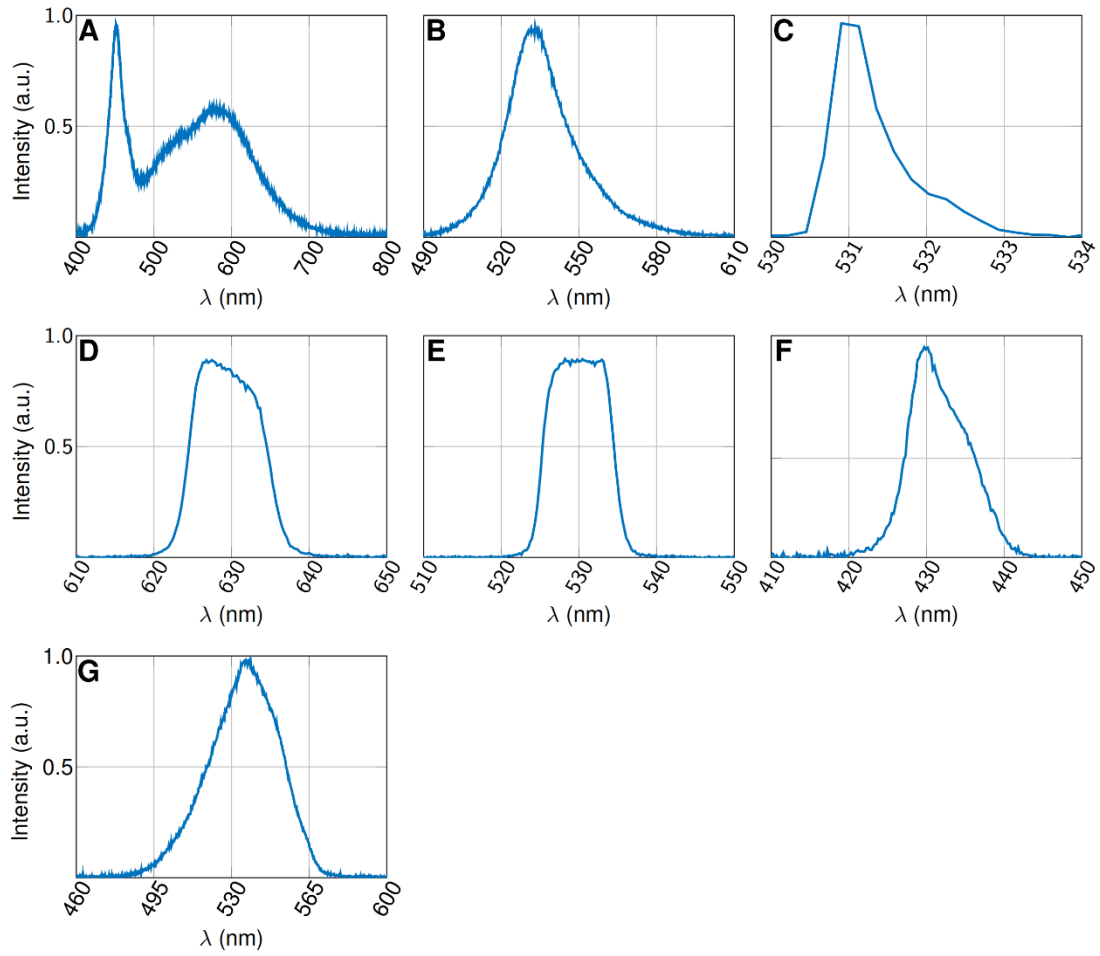 A
B
C
Intensity (a.u.)
1.0
0.5
400 500 600 700 800
490 520 550 580 610
530 531 532 533 534
λ (nm)
λ (nm)
λ (nm)
D
E
F
Intensity (a.u.)
1.0
0.5
610 620 630 640 650
510 520 530 540 550
410 420 430 440 450
λ (nm)
λ (nm)
λ (nm)
G
Intensity (a.u.)
1.0
0.5
460 495 530 565 600
λ (nm)